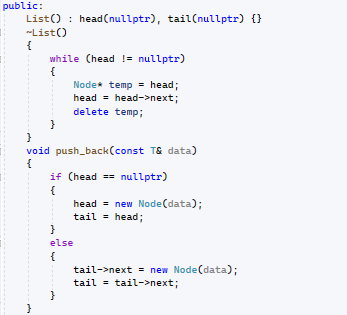 public:
    List() : head(nullptr), tail(nullptr) {}
    ~List()
    {
        while (head != nullptr)
        {
            Node* temp = head;
            head = head->next;
            delete temp;
        }
    }
    void push_back(const T& data)
    {
        if (head == nullptr)
        {
            head = new Node(data);
            tail = head;
        }
        else
        {
            tail->next = new Node(data);
            tail = tail->next;
        }
    }